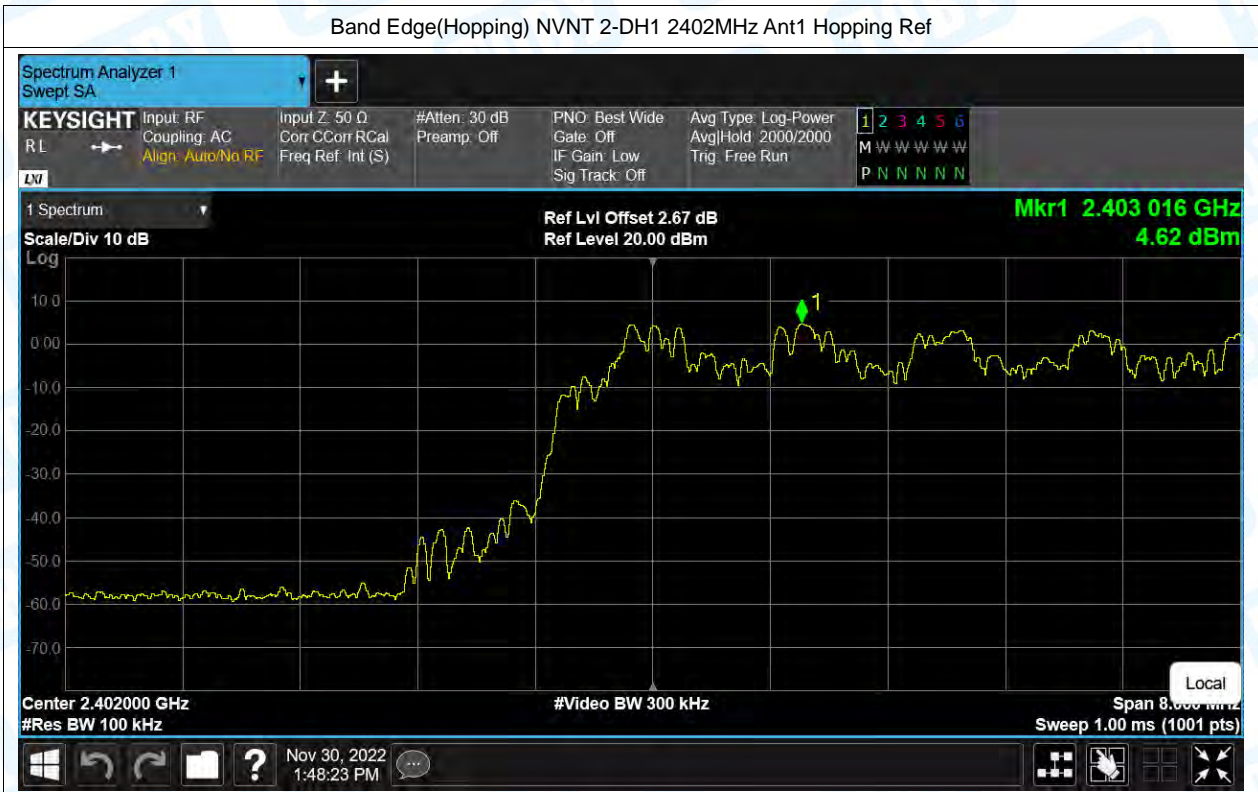 Band Edge(Hopping) NVNT 2-DH1 2402MHz Ant1 Hopping Ref
Spectrum Analyzer 1
Swept SA
+
KEYSIGHT
RL
LXI
Input: RF
Coupling: AC
Align: Auto/No RF
Input Z: 50 Ω
Corr CCorr RCal
Freq Ref: Int (S)
#Atten: 30 dB
Preamp: Off
PNO: Best Wide
Gate: Off
IF Gain: Low
Sig Track: Off
Avg Type: Log-Power
Avg|Hold: 2000/2000
Trig: Free Run
1 2 3 4 5 6
M W W W W W
P N N N N N
1 Spectrum
Scale/Div 10 dB
Ref Lvl Offset 2.67 dB
Ref Level 20.00 dBm
Mkr1 2.403 016 GHz
4.62 dBm
Log
10.0
0.00
-10.0
-20.0
-30.0
-40.0
-50.0
-60.0
-70.0
1
Center 2.402000 GHz
#Res BW 100 kHz
#Video BW 300 kHz
Local
Span 8.000 MHz
Sweep 1.00 ms (1001 pts)
?
Nov 30, 2022
1:48:23 PM